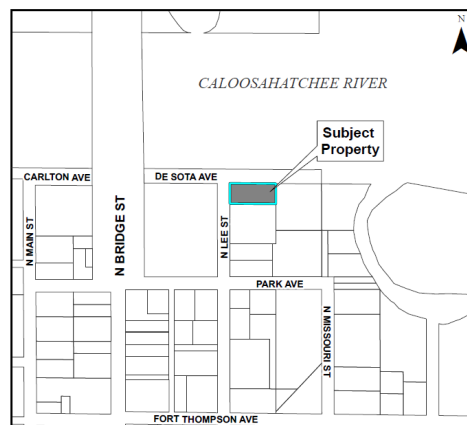 N
CALOOSAHATCHEE RIVER
Subject
Property
CARLTON AVE
DE SOTA AVE
N MAIN ST
N BRIDGE ST
N LEE ST
PARK AVE
N MISSOURI ST
FORT THOMPSON AVE